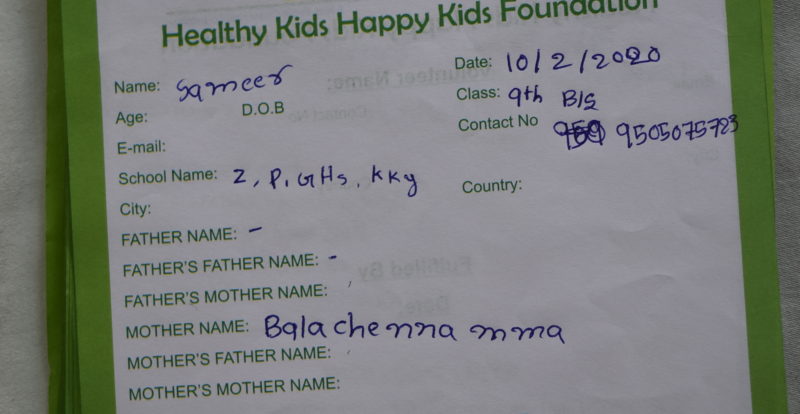 Healthy Kids Happy Kids Foundation
Name: Sameer
Date: 10/2/2020
Age:
D.O.B
Class: 9th B/S
E-mail:
Contact No 9505075723
School Name: Z, P, GHs, kky
Country:
City:
FATHER NAME: -
FATHER'S FATHER NAME: -
FATHER'S MOTHER NAME:
MOTHER NAME: Balachennamma
MOTHER'S FATHER NAME:
MOTHER'S MOTHER NAME: